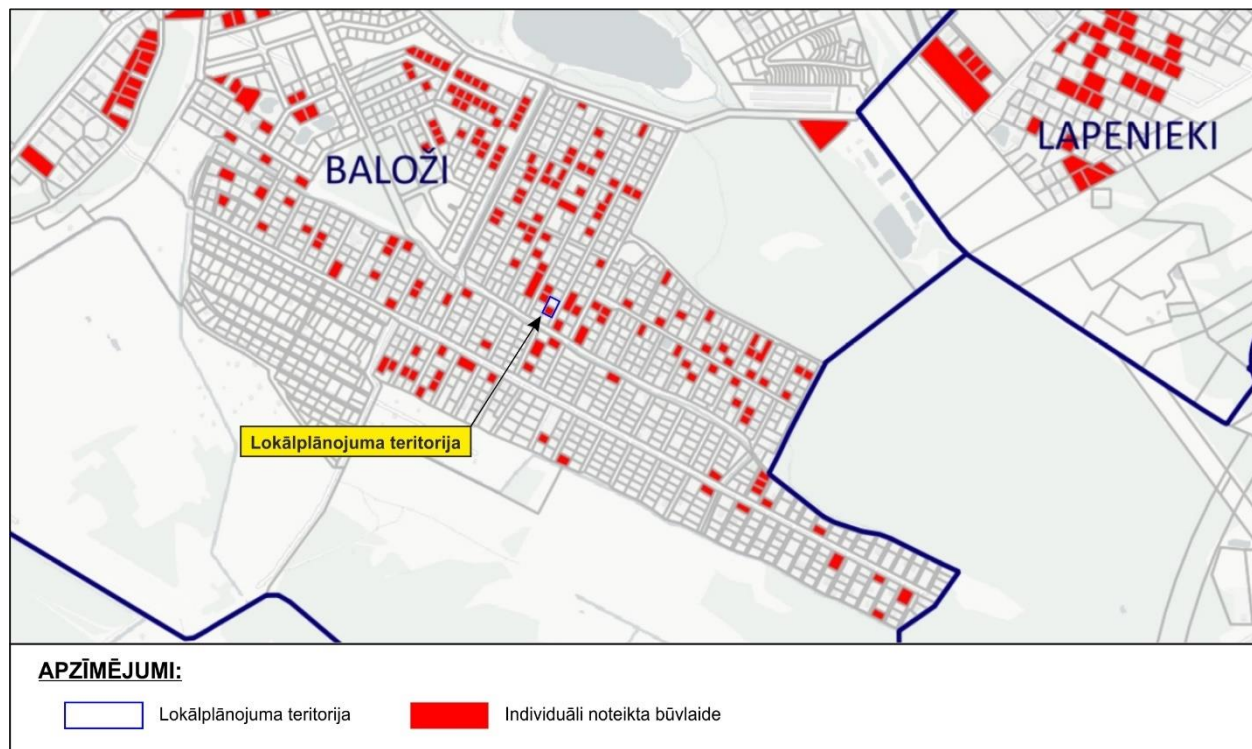 LAPENIEKI
BALOŽI
Lokālplānojuma teritorija
APZĪMĒJUMI:
Lokālplānojuma teritorija
Individuāli noteikta būvlaide